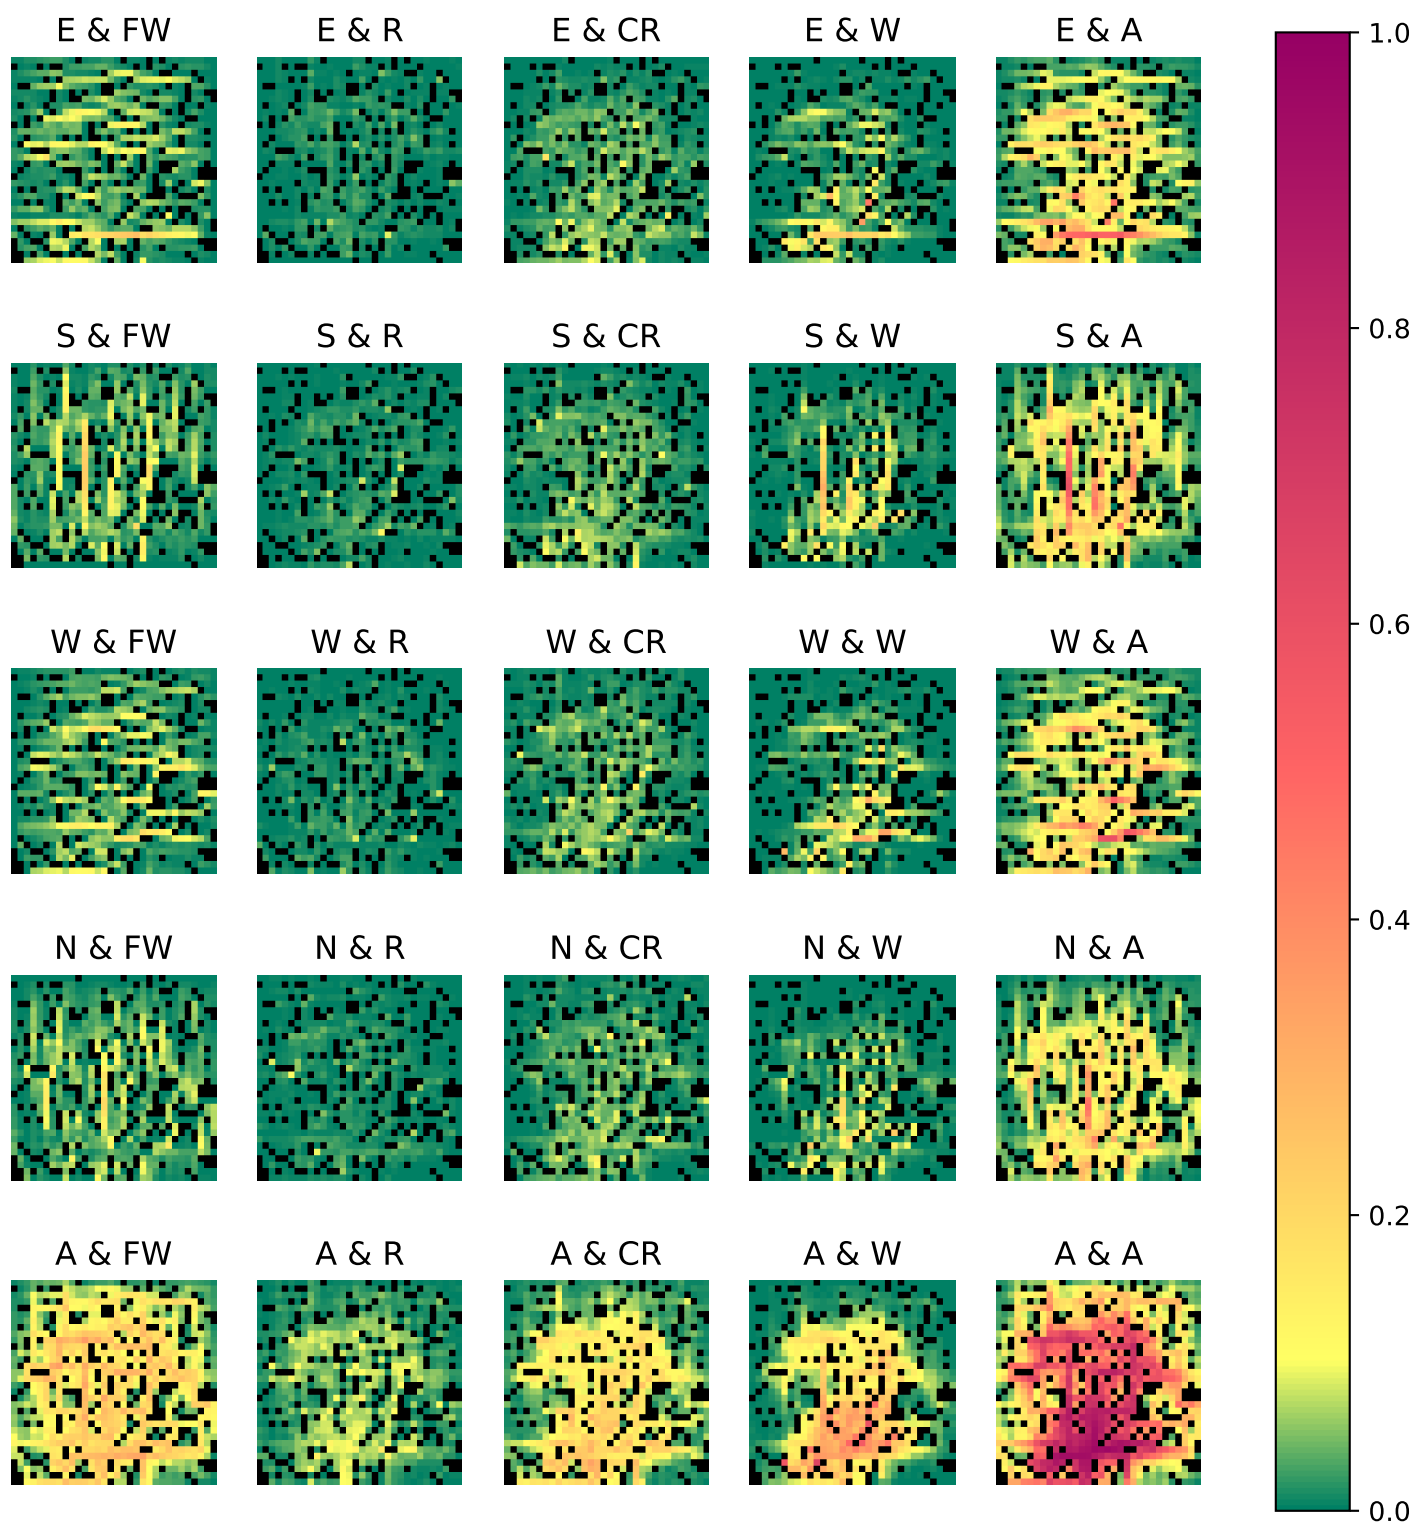 E & FW E & R E & CR E & W E & A
S & FW S & R S & CR S & W S & A
W & FW W & R W & CR W & W W & A
N & FW N & R N & CR N & W N & A
A & FW A & R A & CR A & W A & A
1.0
0.8
0.6
0.4
0.2
0.0